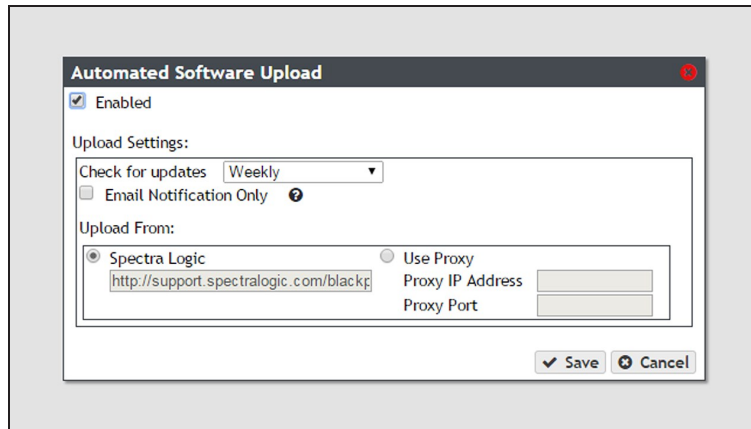 Automated Software Upload
Enabled
Upload Settings:
Check for updates Weekly
Email Notification Only
Upload From:
Spectra Logic Use Proxy
http://support.spectralogic.com/blackp Proxy IP Address
Proxy Port
Save Cancel